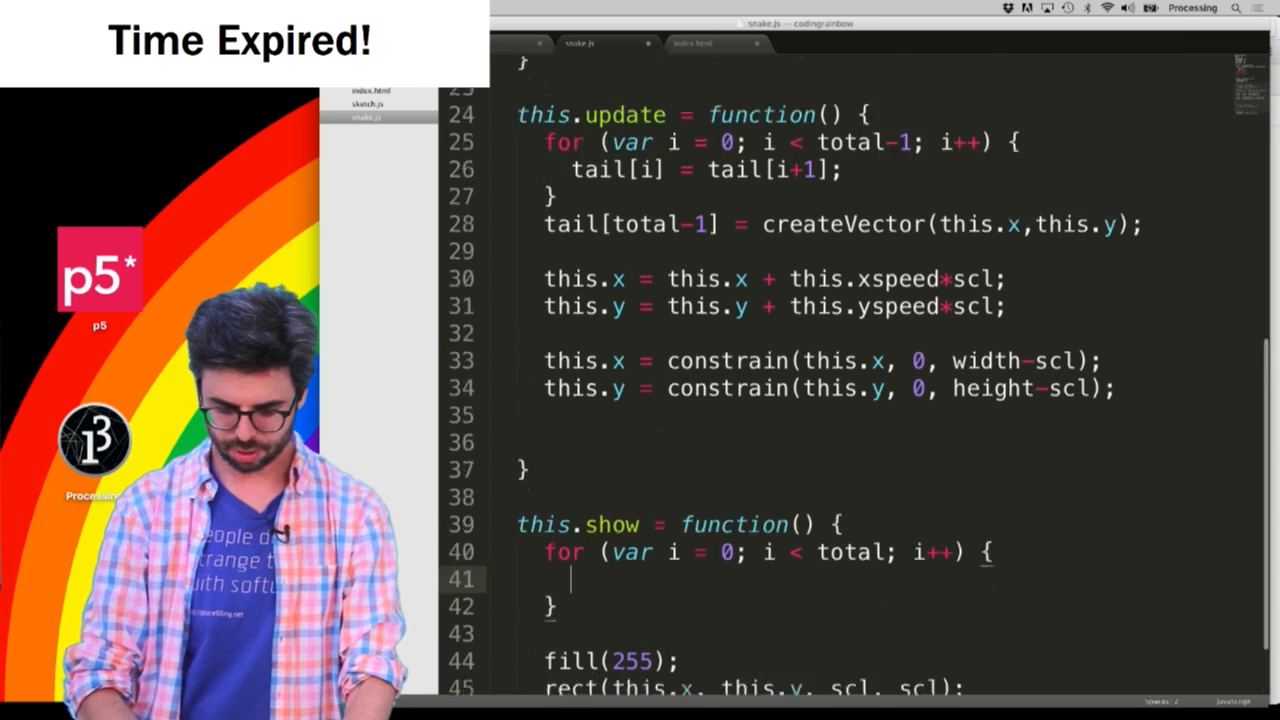 Time Expired!
Processing
snake.js — codingrainbow
snake.js
index.html
index.html
sketch.js
snake.js
}
23
24 this.update = function() {
25 for (var i = 0; i < total-1; i++) {
26 tail[i] = tail[i+1];
27 }
28 tail[total-1] = createVector(this.x,this.y);
29
30 this.x = this.x + this.xspeed*scl;
31 this.y = this.y + this.yspeed*scl;
32
33 this.x = constrain(this.x, 0, width-scl);
34 this.y = constrain(this.y, 0, height-scl);
35
36
37 }
38
39 this.show = function() {
40 for (var i = 0; i < total; i++) {
41
42 }
43
44 fill(255);
45 rect(this.x, this.y, scl, scl);
p5*
p5
Processing
Spaces: 2
JavaScript